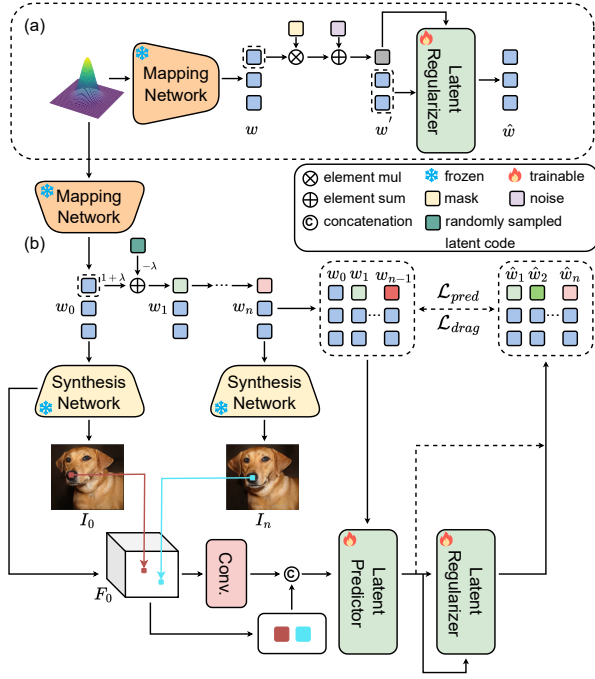 (a)
Mapping
Network
w
w′
Latent
Regularizer
ŵ
Mapping
Network
element mul
frozen
trainable
element sum
mask
noise
C
concatenation
randomly sampled
latent code
(b)
1+λ
−λ
w₀
w₁
wₙ
w₀ w₁ wₙ₋₁
ℒpred
ℒdrag
ŵ₁ ŵ₂ ŵₙ
Synthesis
Network
Synthesis
Network
I₀
Iₙ
F₀
Conv.
C
Latent
Predictor
Latent
Regularizer